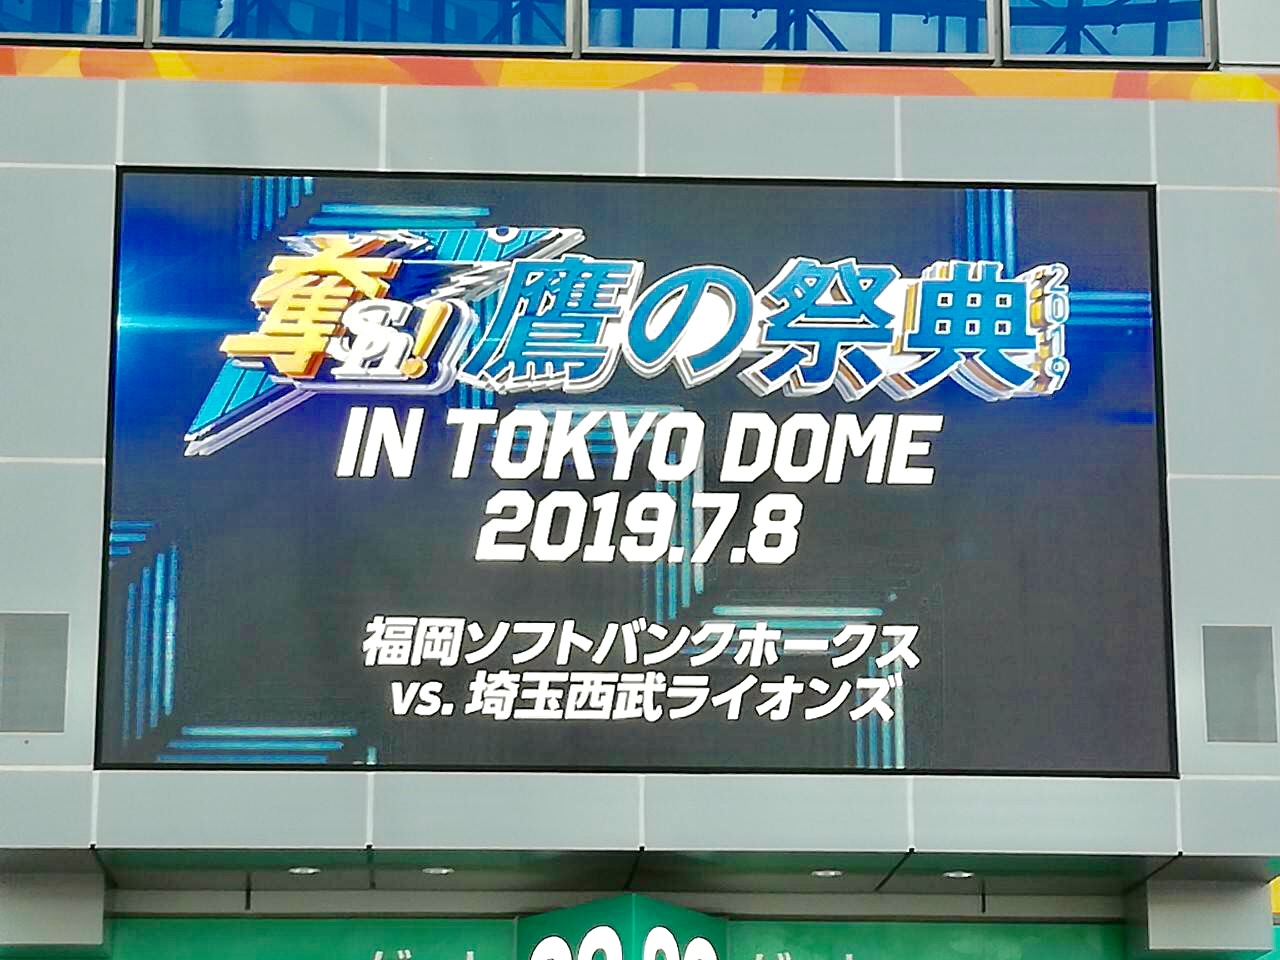 奪Sh!鷹の祭典2019
IN TOKYO DOME
2019.7.8
福岡ソフトバンクホークス
vs. 埼玉西武ライオンズ